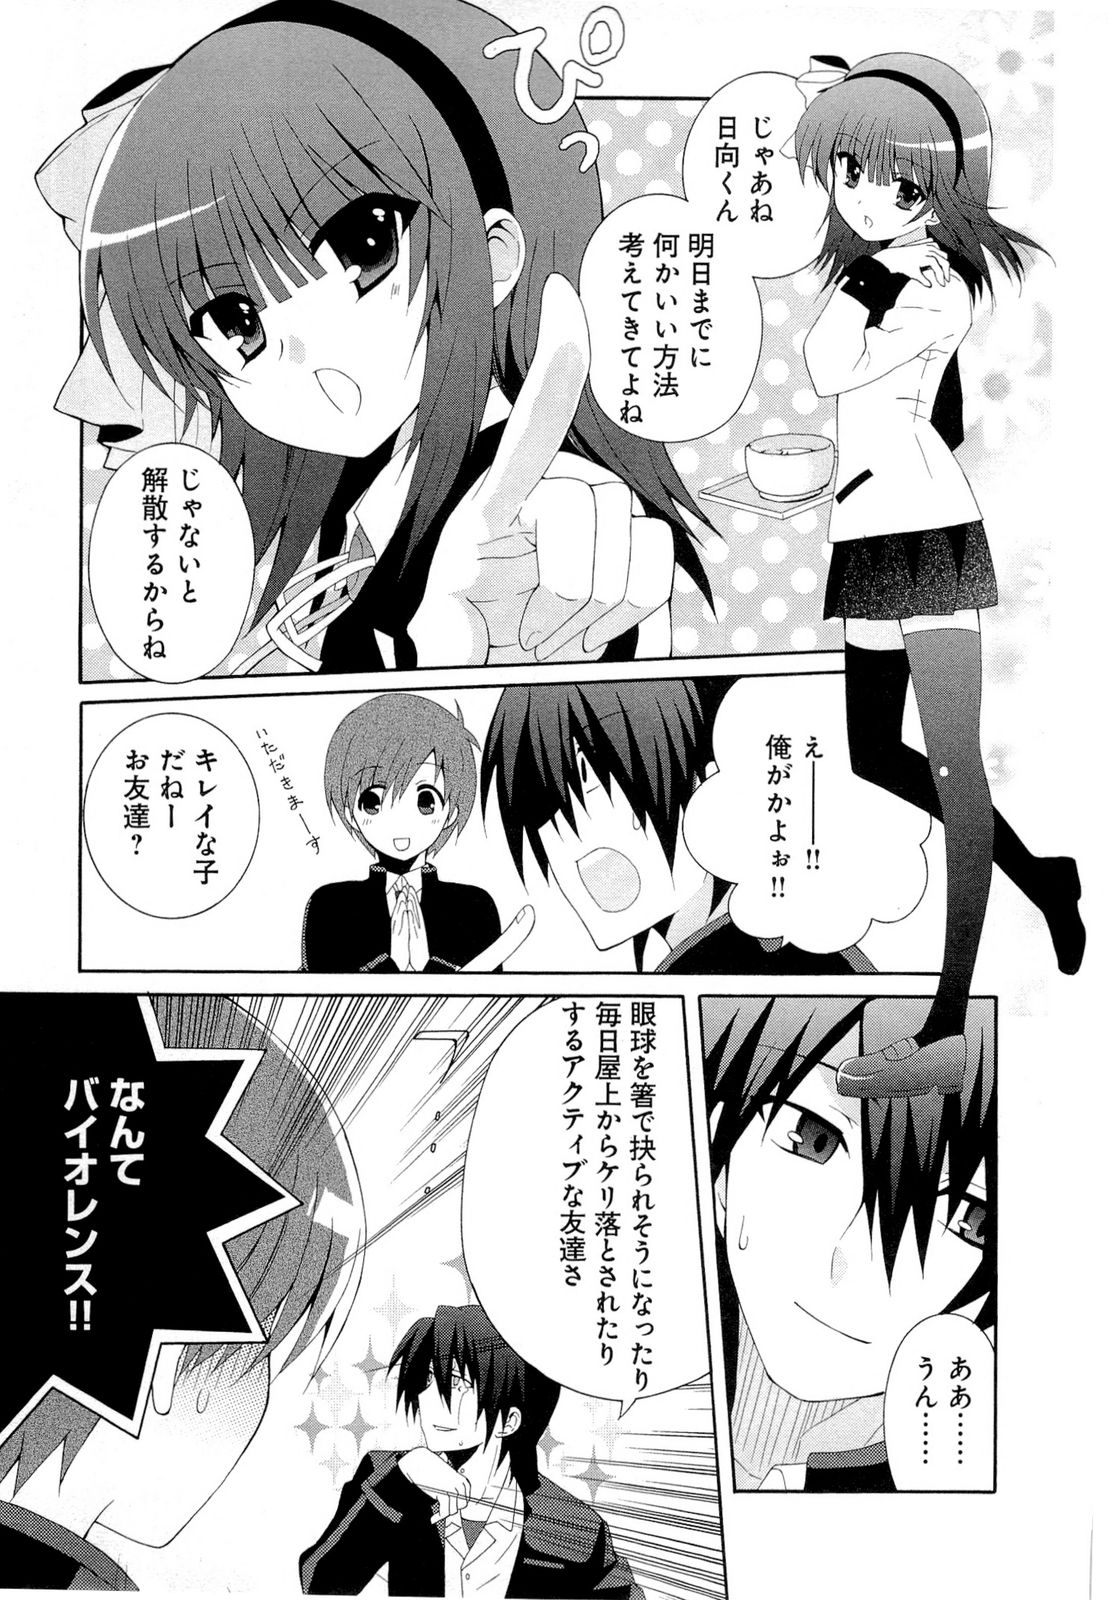 じゃあね
日向くん
明日までに
何かいい方法
考えてきてよね
ぴっ
じゃないと
解散するからね
え――――!!
俺がかよぉ!!
いただきまーす
キレイな子
だねー
お友達?
ああ……
うん……
眼球を箸で抉られそうになったり
毎日屋上からケリ落とされたり
するアクティブな友達さ
なんて
バイオレンス!!